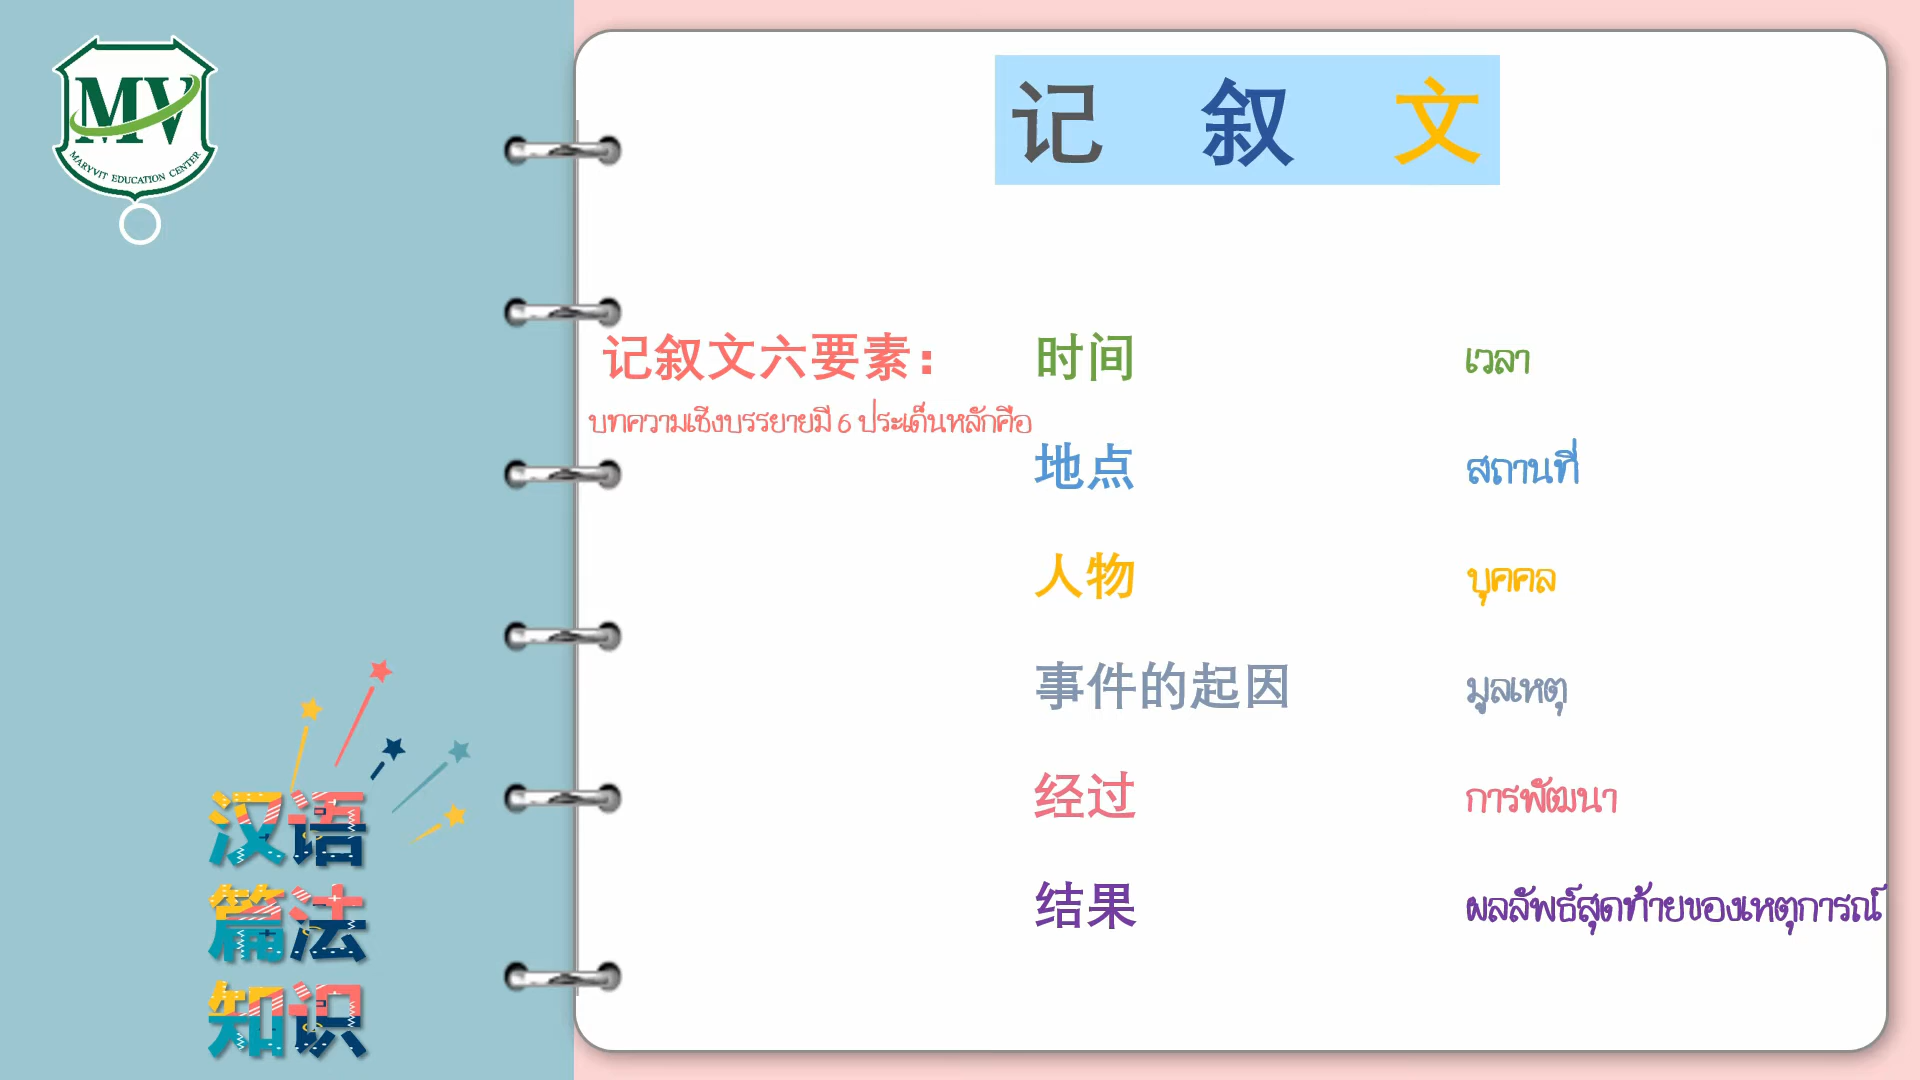 MV
MARYVIT EDUCATION CENTER
汉语
篇法
知识
记 叙 文
记叙文六要素：
บทความเชิงบรรยายมี 6 ประเด็นหลักคือ
时间 เวลา
地点 สถานที่
人物 บุคคล
事件的起因 มูลเหตุ
经过 การพัฒนา
结果 ผลลัพธ์สุดท้ายของเหตุการณ์